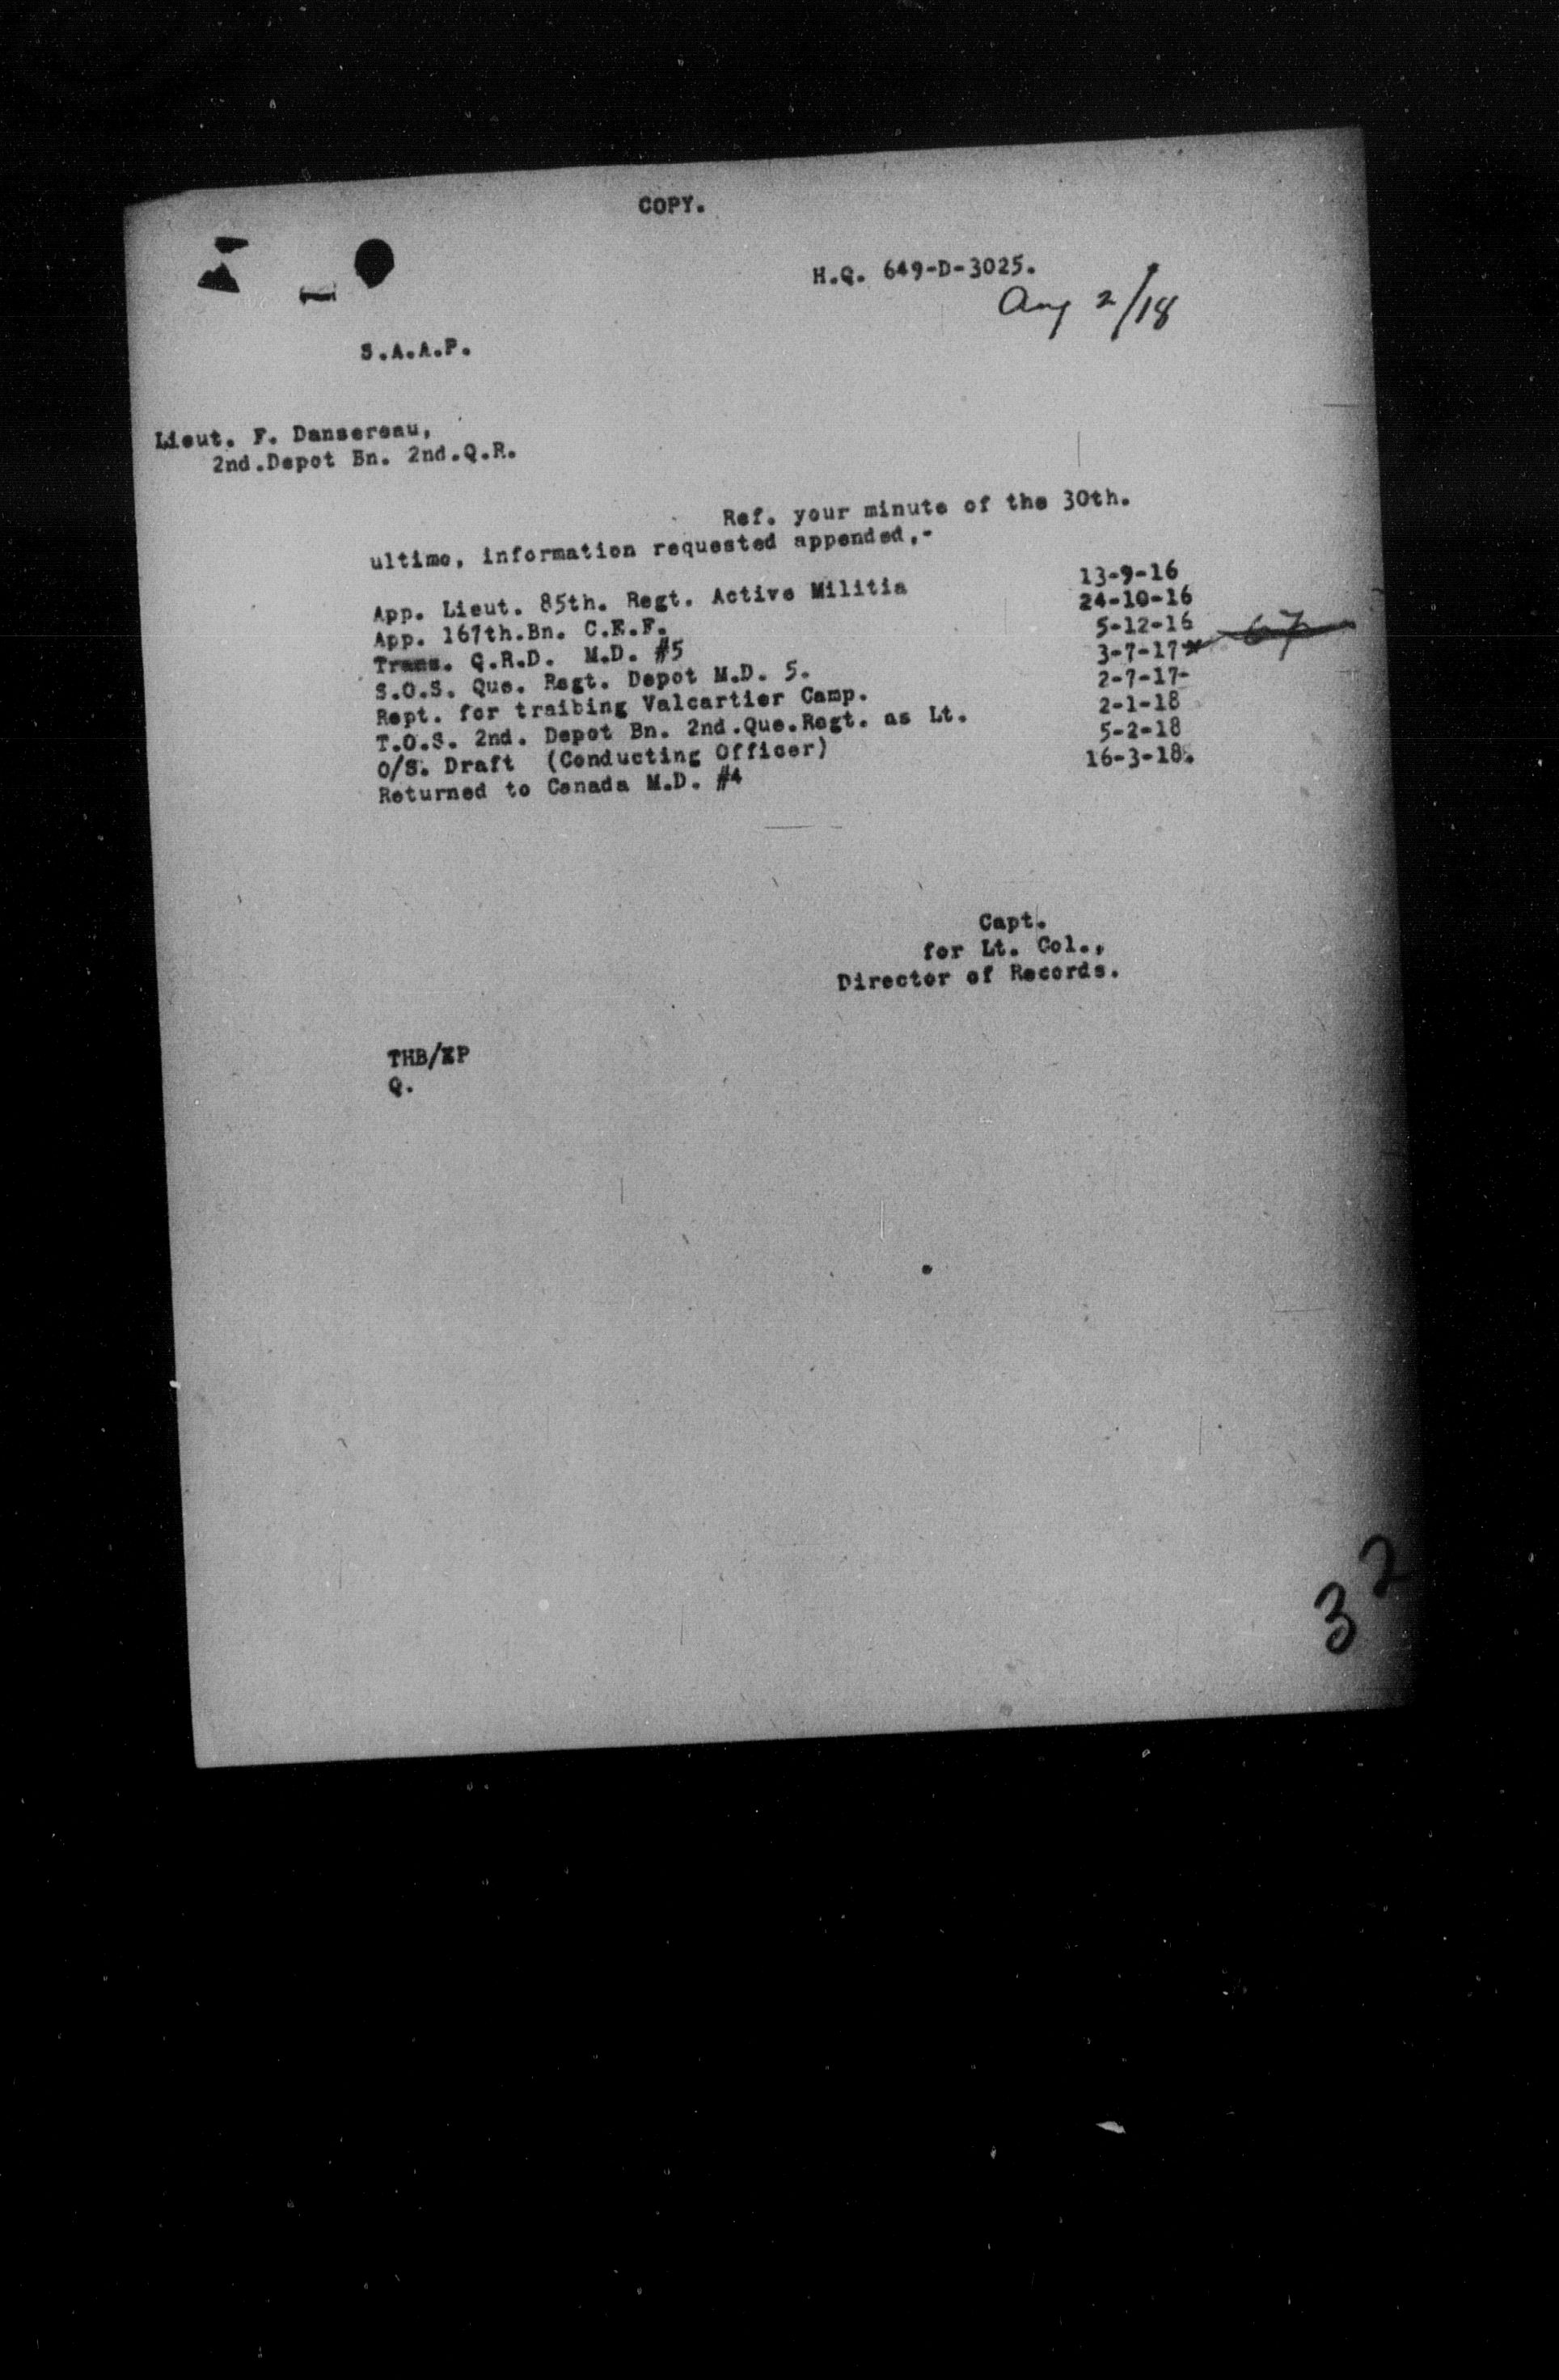 COPY.
H.Q. 649-D-3025.
Aug 2/18
S.A.A.P.
Lieut. F. Dansereau,
2nd.Depot Bn. 2nd.Q.R.
Ref. your minute of the 30th.
ultimo, information requested appended,-
App. Lieut. 85th. Regt. Active Militia 13-9-16
App. 167th.Bn. C.E.F. 24-10-16
Trans. Q.R.D. M.D. #5 5-12-16
S.O.S. Que. Regt. Depot M.D. 5. 3-7-17 67
Rept. for traibing Valcartier Camp. 2-7-17-
T.O.S. 2nd. Depot Bn. 2nd.Que.Regt. as Lt. 2-1-18
O/S. Draft (Conducting Officer) 5-2-18
Returned to Canada M.D. #4 16-3-18.
Capt.
for Lt. Col.,
Director of Records.
THB/KP
Q.
32